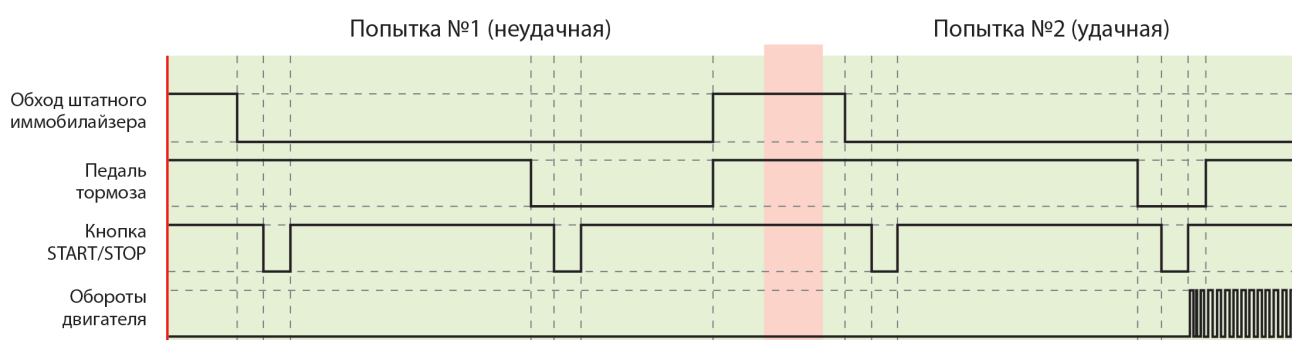 Попытка №1 (неудачная)
Попытка №2 (удачная)
Обход штатного
иммобилайзера
Педаль
тормоза
Кнопка
START/STOP
Обороты
двигателя